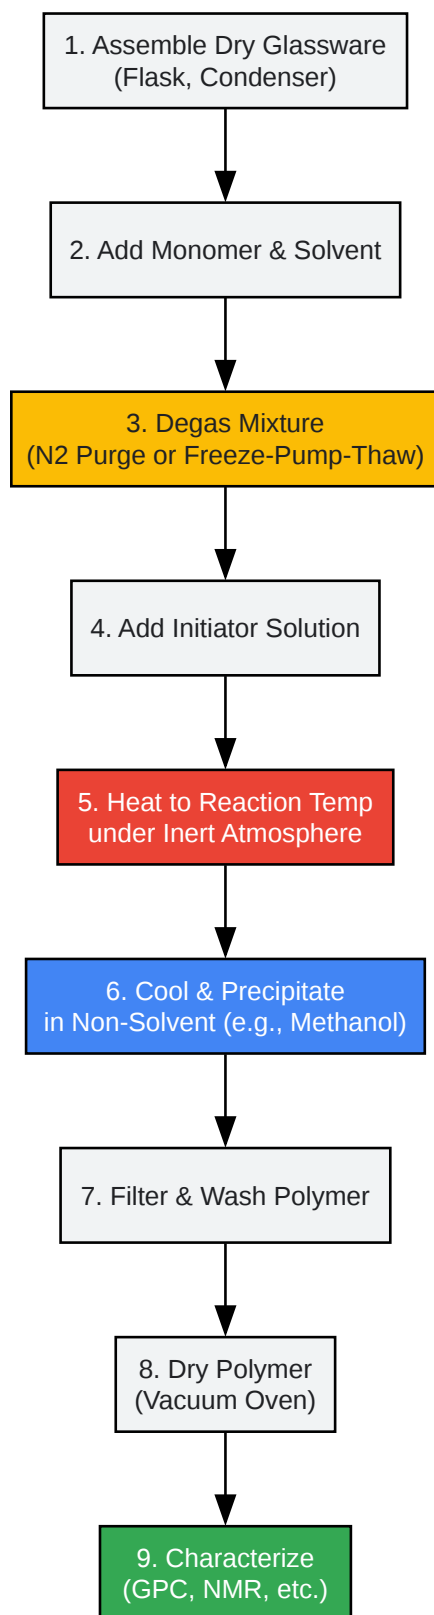 1. Assemble Dry Glassware
(Flask, Condenser)
2. Add Monomer & Solvent
3. Degas Mixture
(N2 Purge or Freeze-Pump-Thaw)
4. Add Initiator Solution
5. Heat to Reaction Temp
under Inert Atmosphere
6. Cool & Precipitate
in Non-Solvent (e.g., Methanol)
7. Filter & Wash Polymer
8. Dry Polymer
(Vacuum Oven)
9. Characterize
(GPC, NMR, etc.)